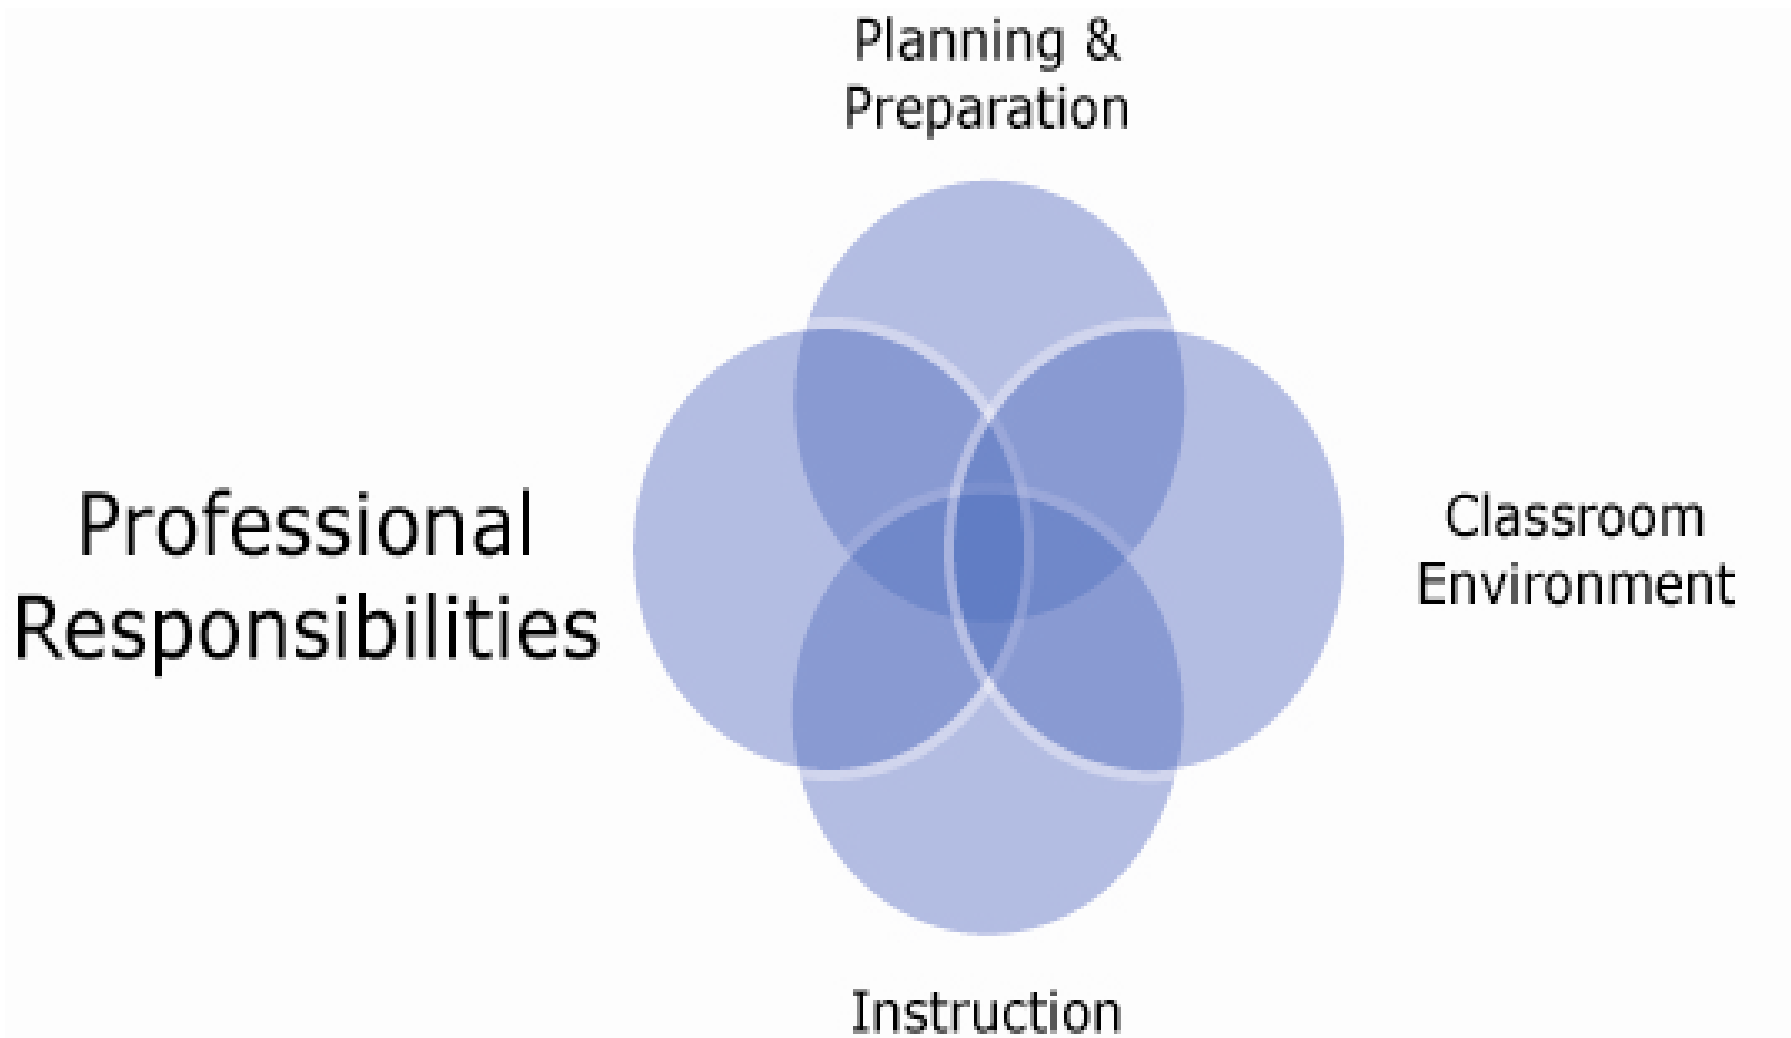 Planning &
Preparation
Professional
Responsibilities
Classroom
Environment
Instruction